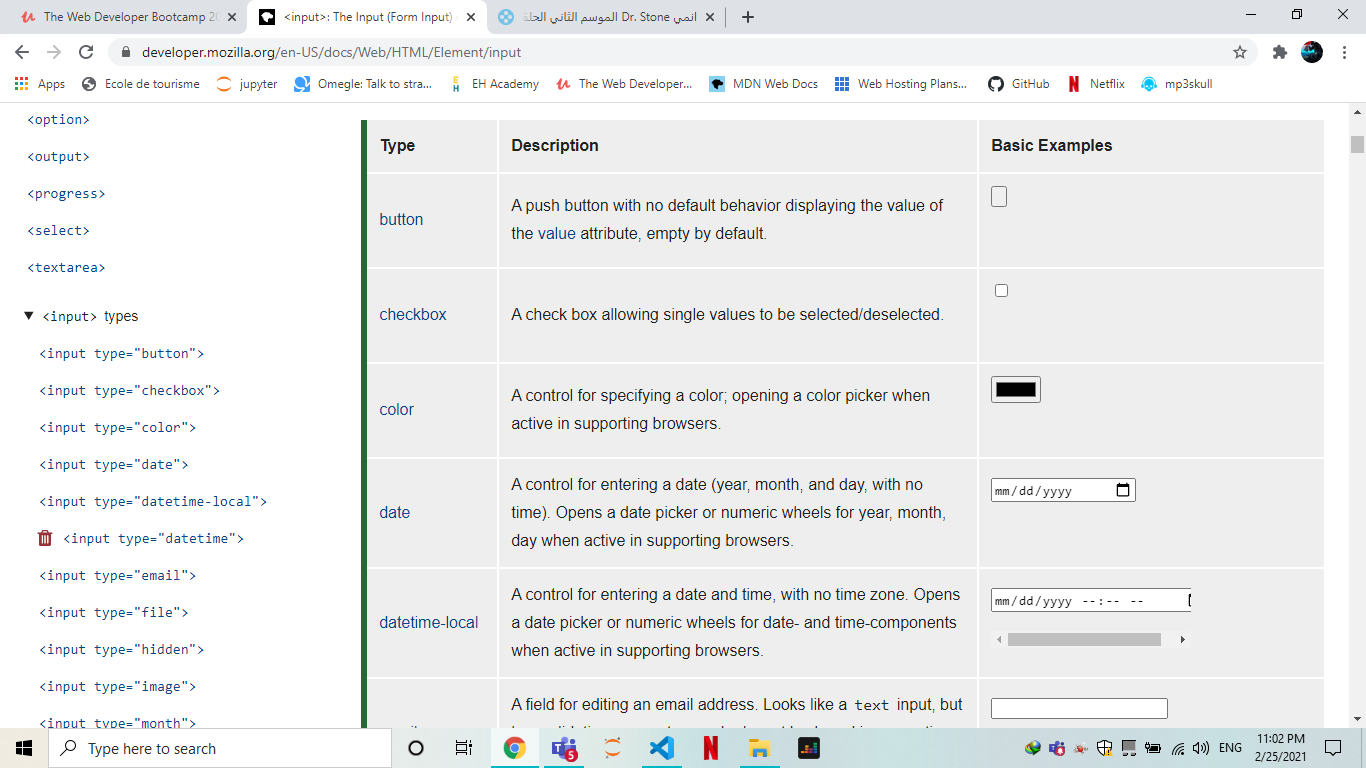 The Web Developer Bootcamp 20
<input>: The Input (Form Input)
انمي Dr. Stone الموسم الثاني الحلقة
developer.mozilla.org/en-US/docs/Web/HTML/Element/input
Apps
Ecole de tourisme
jupyter
Omegle: Talk to stra...
EH Academy
The Web Developer...
MDN Web Docs
Web Hosting Plans...
GitHub
Netflix
mp3skull
<option>
<output>
<progress>
<select>
<textarea>
<input> types
<input type="button">
<input type="checkbox">
<input type="color">
<input type="date">
<input type="datetime-local">
<input type="datetime">
<input type="email">
<input type="file">
<input type="hidden">
<input type="image">
<input type="month">
Type Description Basic Examples
button
A push button with no default behavior displaying the value of
the value attribute, empty by default.
checkbox
A check box allowing single values to be selected/deselected.
color
A control for specifying a color; opening a color picker when
active in supporting browsers.
date
A control for entering a date (year, month, and day, with no
time). Opens a date picker or numeric wheels for year, month,
day when active in supporting browsers.
mm/dd/yyyy
datetime-local
A control for entering a date and time, with no time zone. Opens
a date picker or numeric wheels for date- and time-components
when active in supporting browsers.
mm/dd/yyyy --:-- --
A field for editing an email address. Looks like a text input, but
Type here to search
5
ENG
11:02 PM
2/25/2021